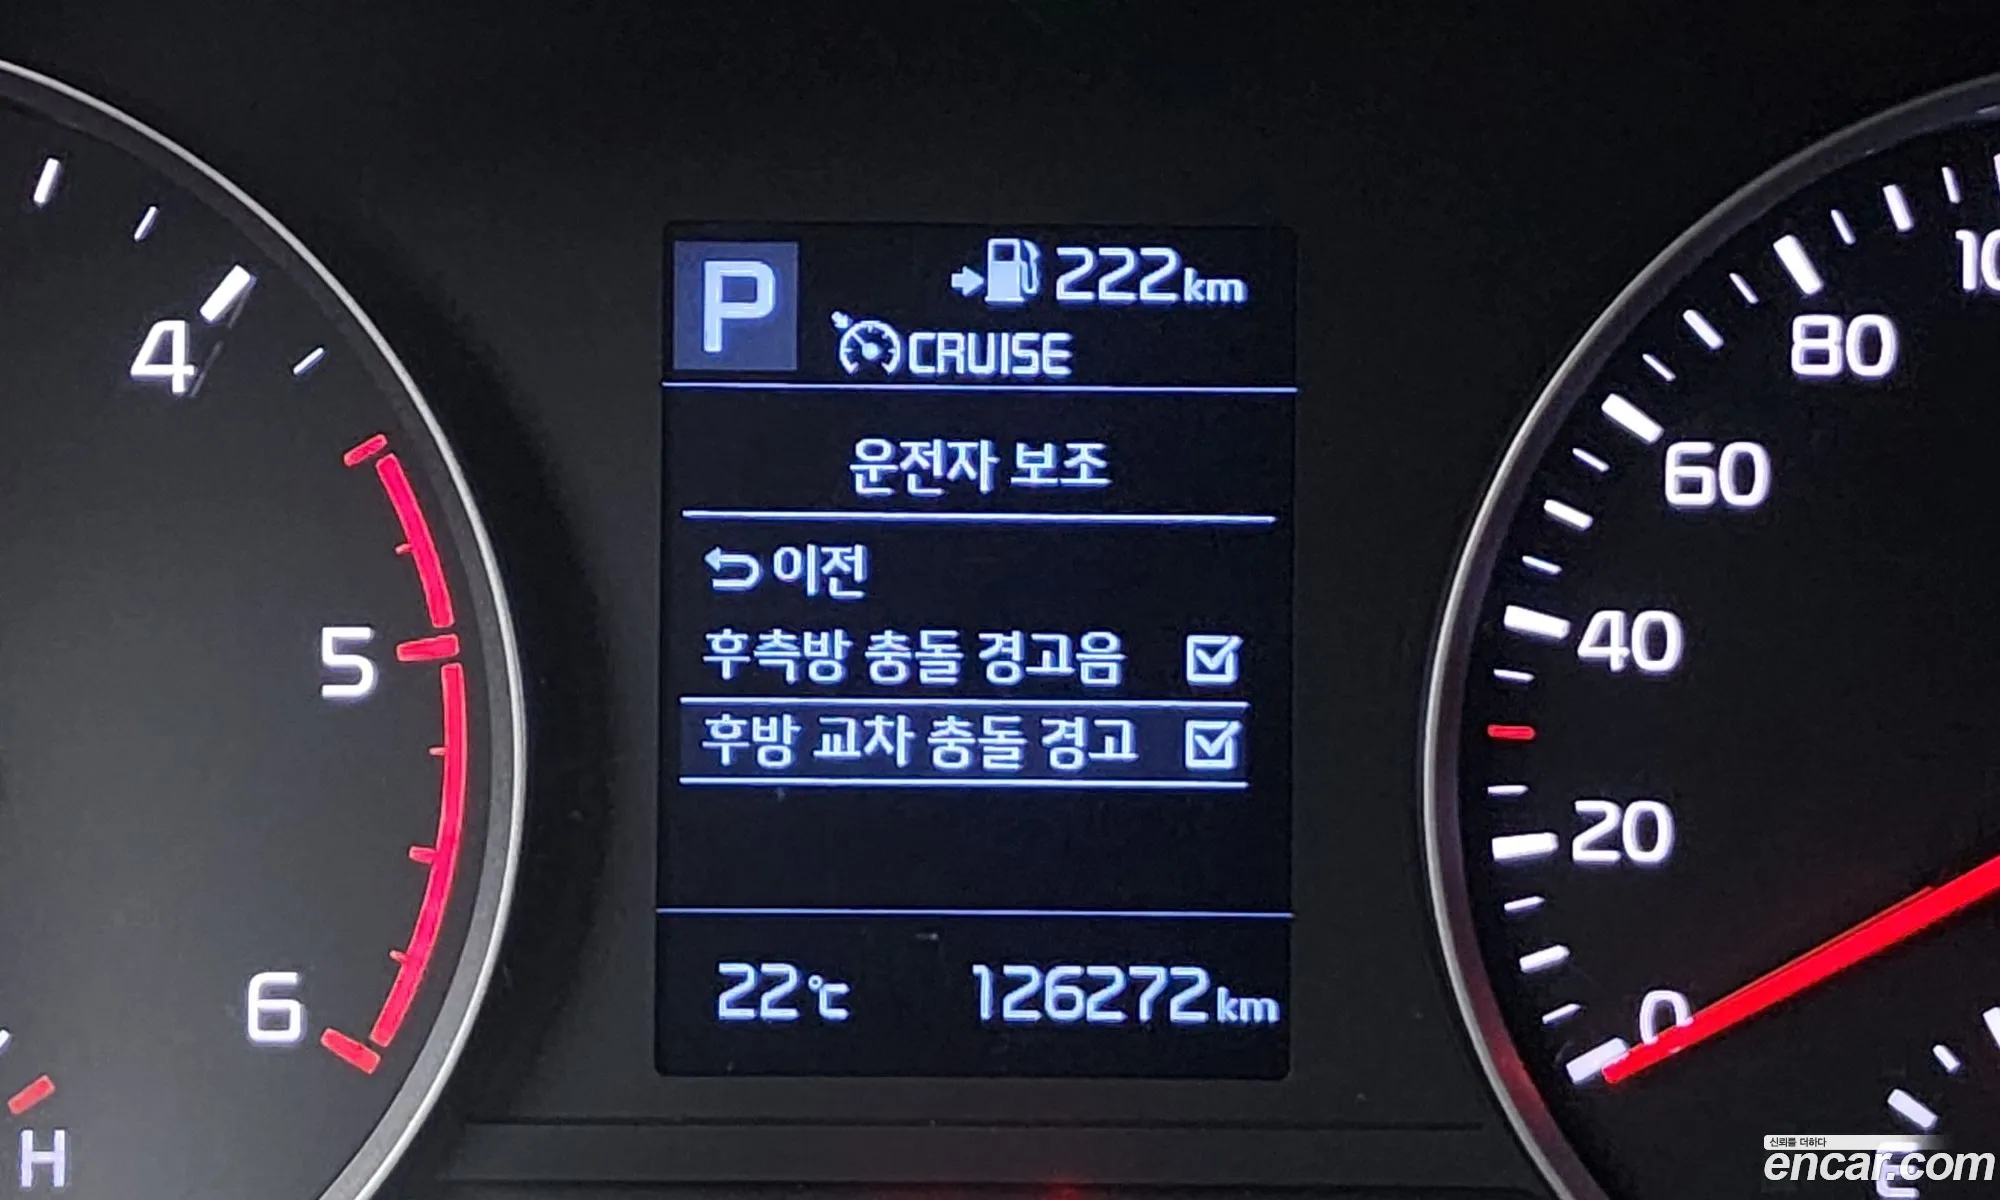 P
222km
CRUISE
운전자 보조
이전
후측방 충돌 경고음
후방 교차 충돌 경고
22℃
126272km
4
5
6
H
80
60
40
20
0
신뢰를 더하다
encar.com